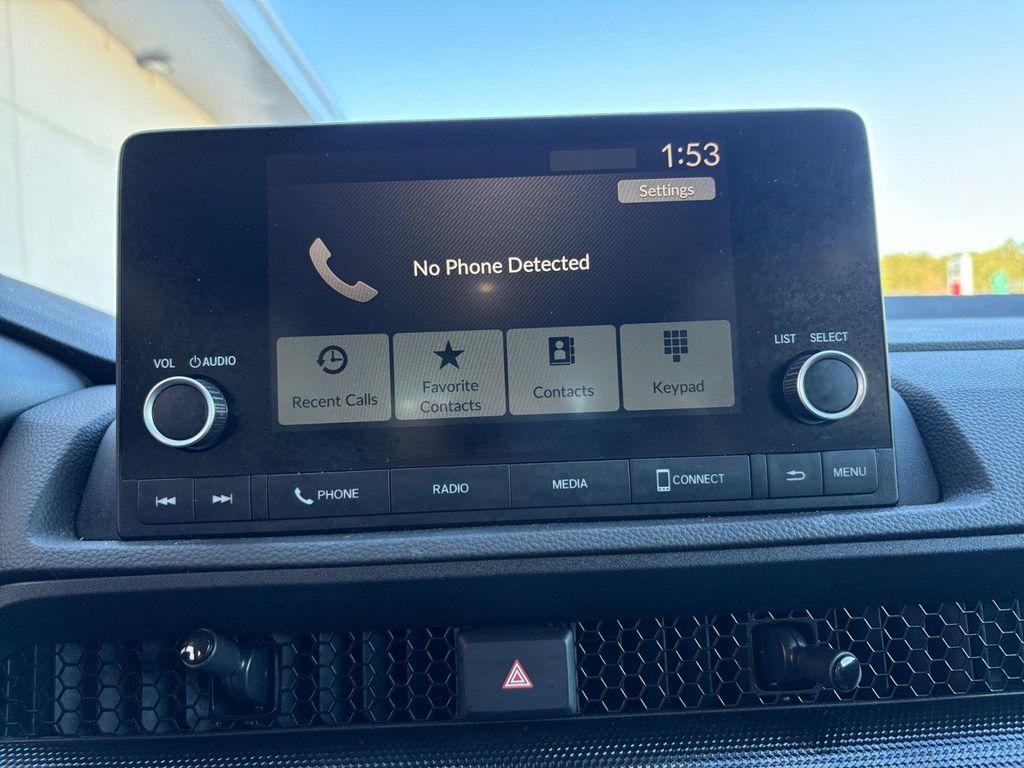 1:53
Settings
No Phone Detected
LIST SELECT
VOL AUDIO
Recent Calls
Favorite
Contacts
Contacts
Keypad
PHONE
RADIO
MEDIA
CONNECT
MENU